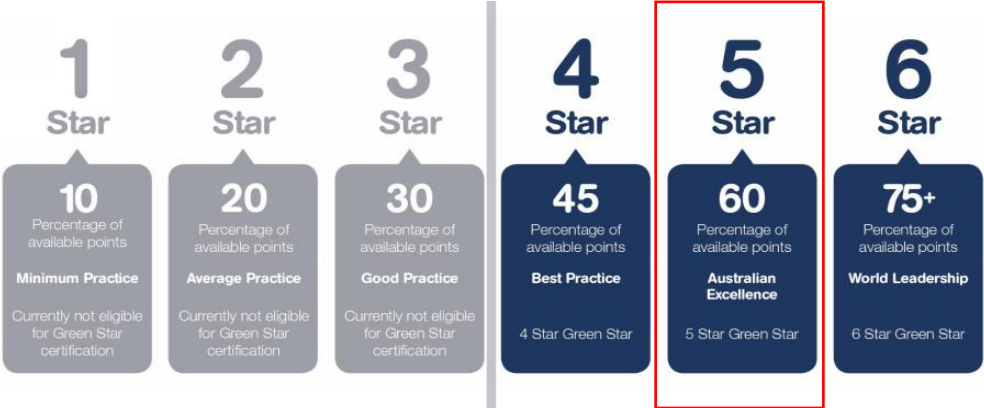 1
Star
10
Percentage of
available points
Minimum Practice
Currently not eligible
for Green Star
certification
2
Star
20
Percentage of
available points
Average Practice
Currently not eligible
for Green Star
certification
3
Star
30
Percentage of
available points
Good Practice
Currently not eligible
for Green Star
certification
4
Star
45
Percentage of
available points
Best Practice
4 Star Green Star
5
Star
60
Percentage of
available points
Australian
Excellence
5 Star Green Star
6
Star
75+
Percentage of
available points
World Leadership
6 Star Green Star